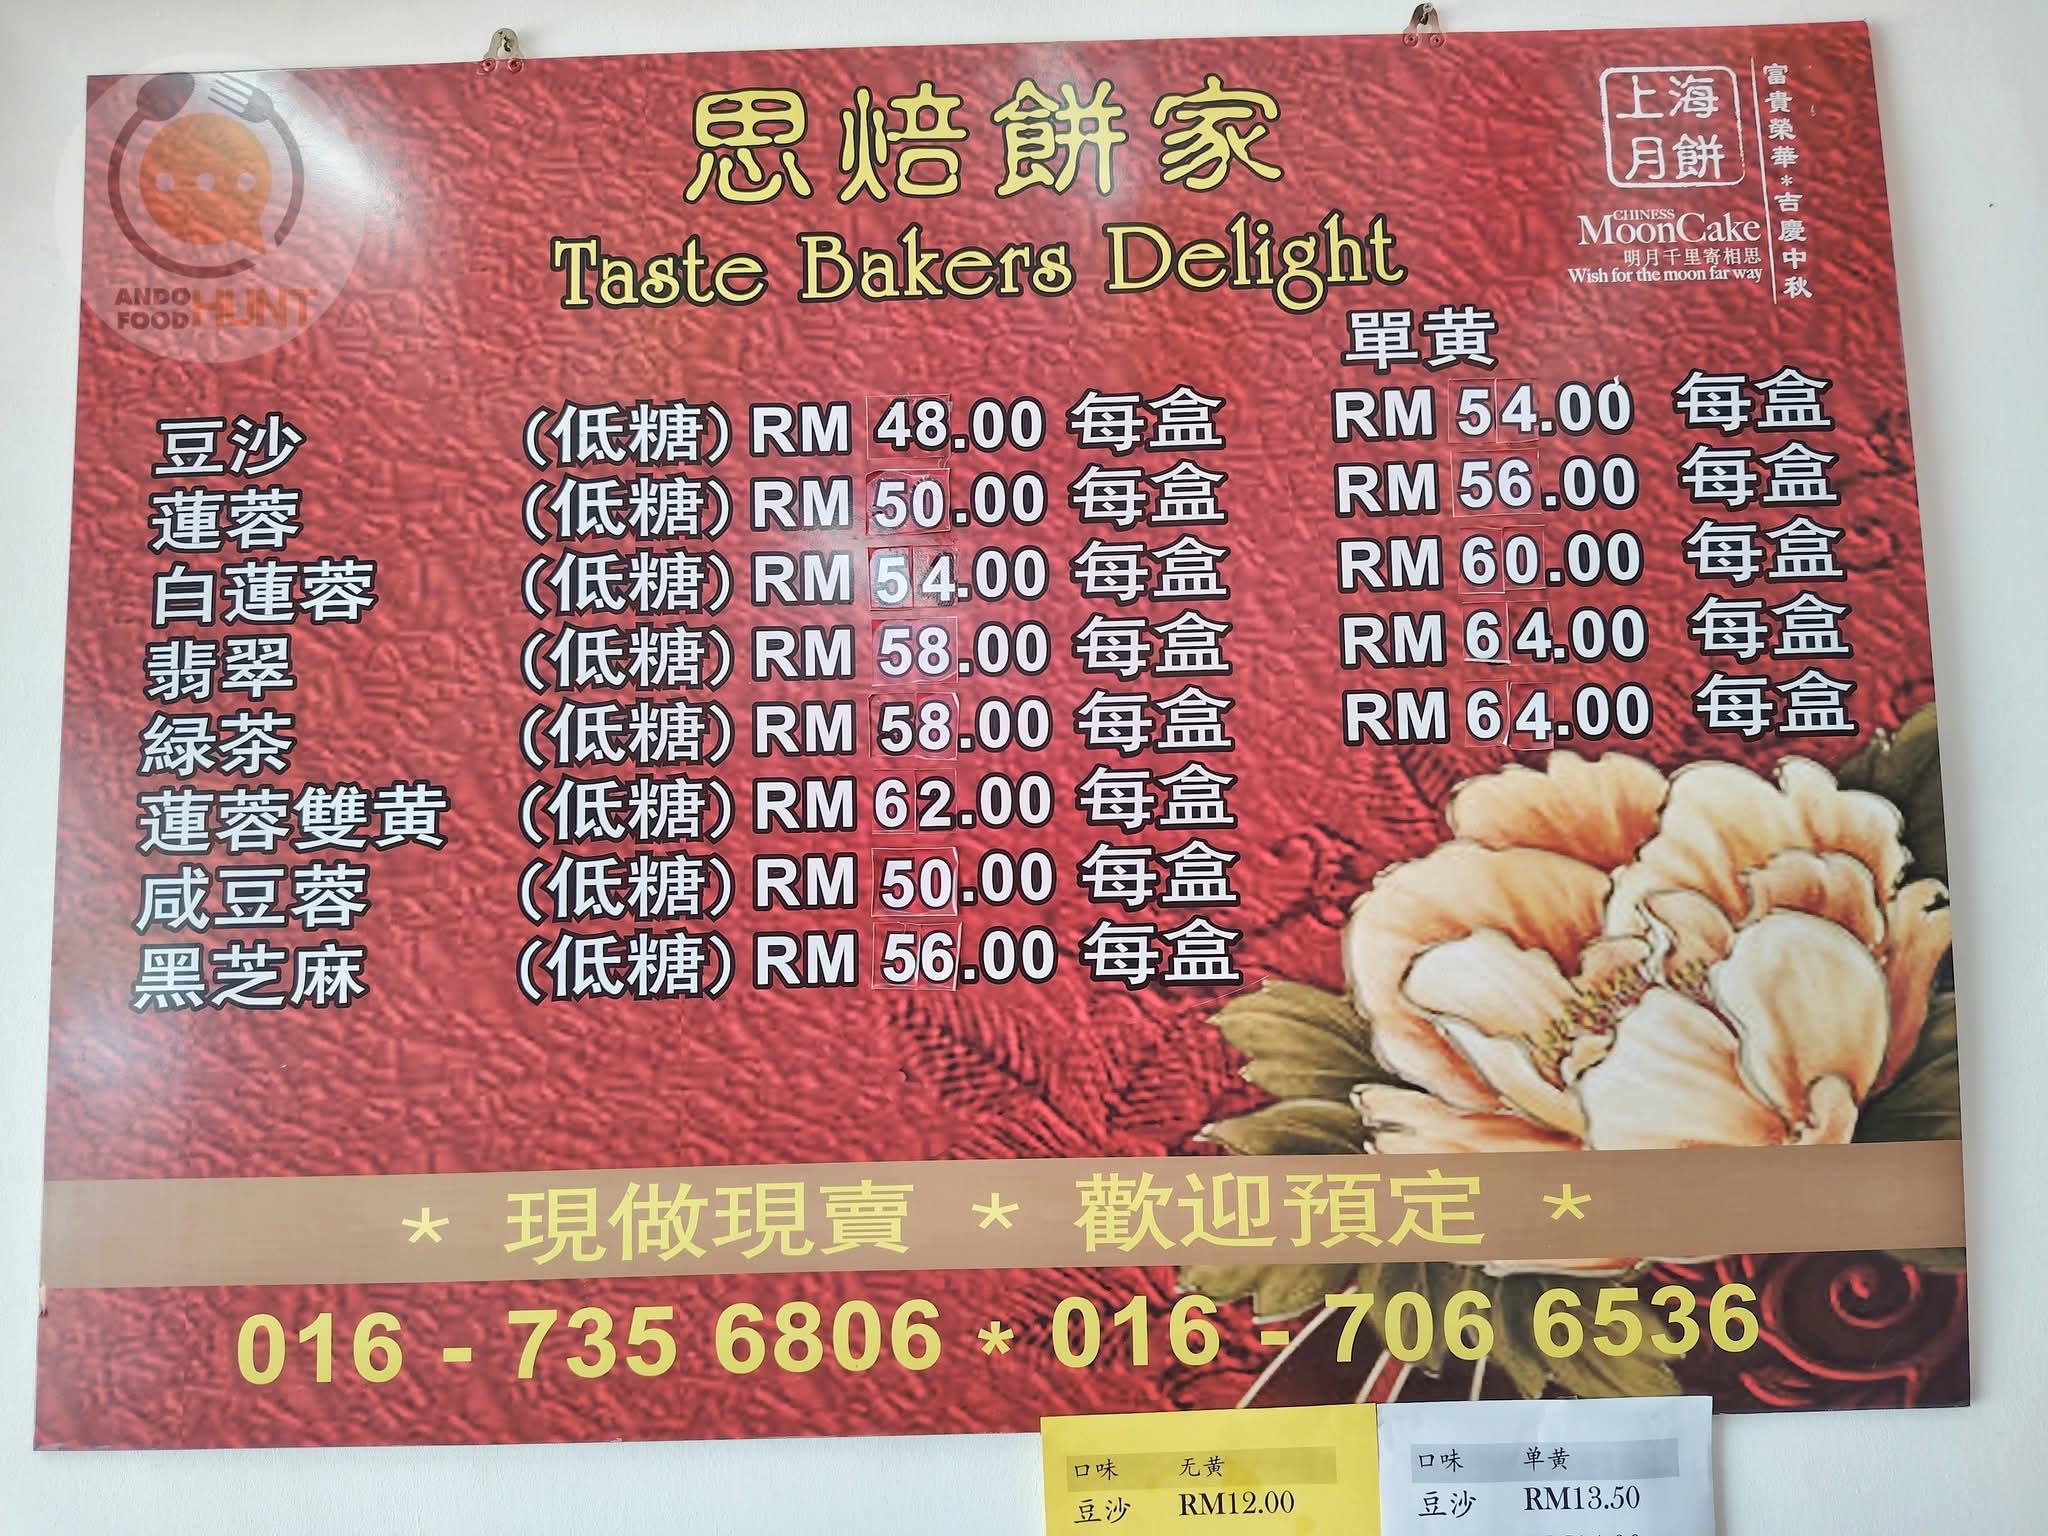 思焙餅家
Taste Bakers Delight
上海
月餅
CHINESS
MoonCake
明月千里寄相思
Wish for the moon far way
富貴榮華*吉慶中秋
ANDO
FOOD HUNT
單黄
豆沙 (低糖) RM 48.00 每盒 RM 54.00 每盒
蓮蓉 (低糖) RM 50.00 每盒 RM 56.00 每盒
白蓮蓉 (低糖) RM 54.00 每盒 RM 60.00 每盒
翡翠 (低糖) RM 58.00 每盒 RM 64.00 每盒
緑茶 (低糖) RM 58.00 每盒 RM 64.00 每盒
蓮蓉雙黄 (低糖) RM 62.00 每盒
咸豆蓉 (低糖) RM 50.00 每盒
黑芝麻 (低糖) RM 56.00 每盒
* 現做現賣 * 歡迎預定 *
016 - 735 6806 * 016 - 706 6536
口味 无黄
豆沙 RM12.00
口味 单黄
豆沙 RM13.50